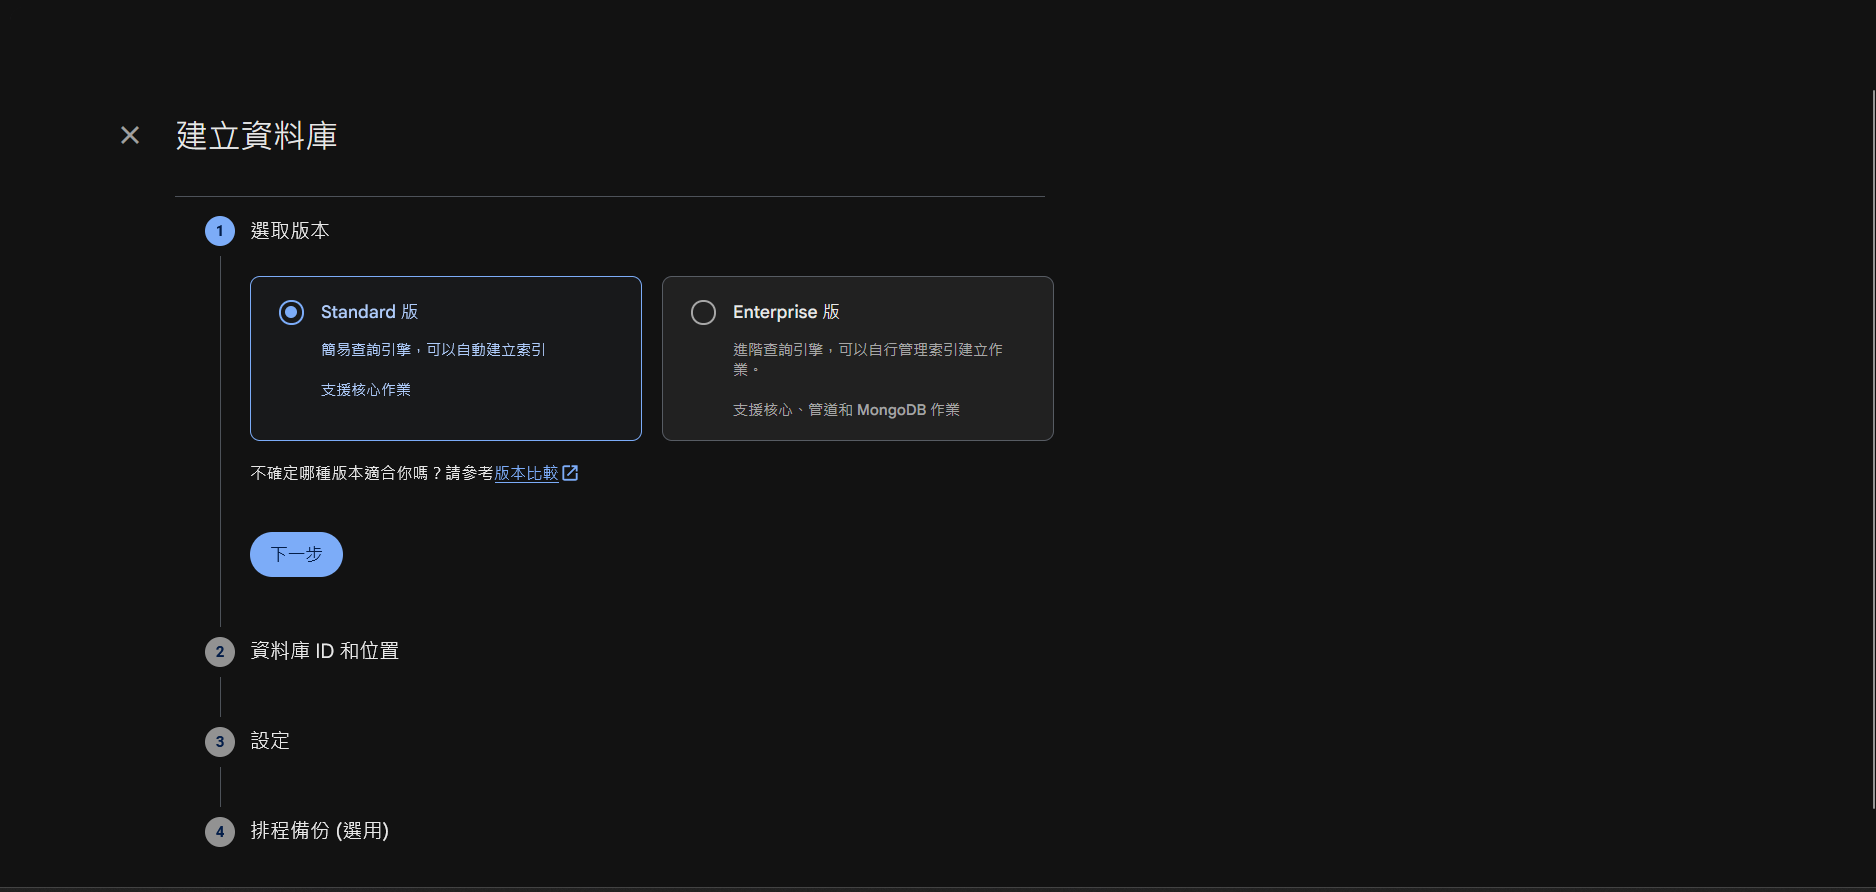 建立資料庫
1 選取版本
Standard 版
簡易查詢引擎，可以自動建立索引
支援核心作業
Enterprise 版
進階查詢引擎，可以自行管理索引建立作
業。
支援核心、管道和 MongoDB 作業
不確定哪種版本適合你嗎？請參考版本比較
下一步
2 資料庫 ID 和位置
3 設定
4 排程備份 (選用)